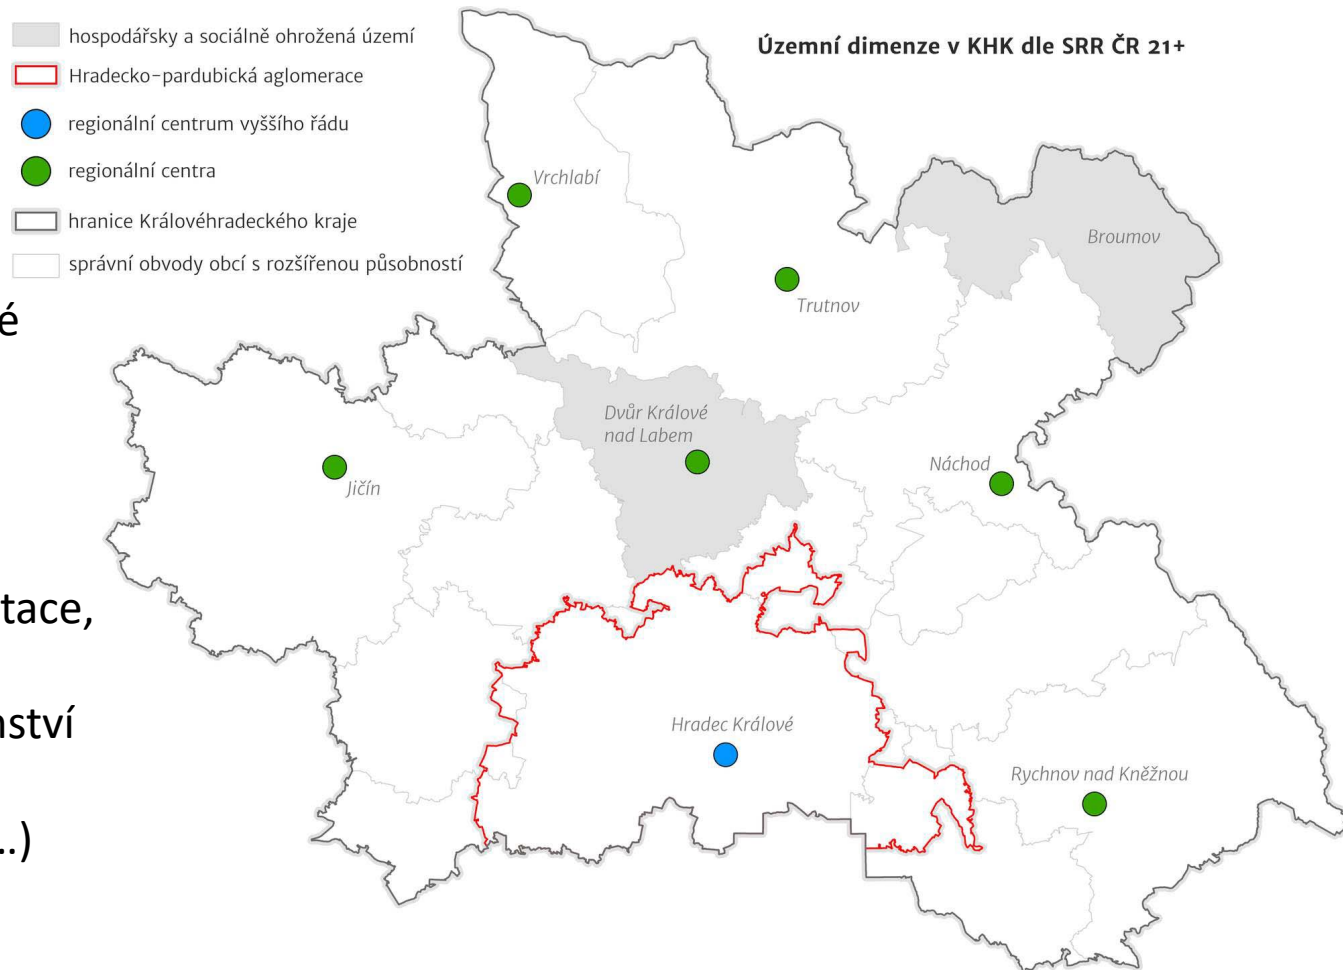 hospodářsky a sociálně ohrožená území
Hradecko-pardubická aglomerace
regionální centrum vyššího řádu
regionální centra
hranice Královéhradeckého kraje
správní obvody obcí s rozšířenou působností
Územní dimenze v KHK dle SRR ČR 21+
Vrchlabí
Broumov
Trutnov
é
Dvůr Králové
nad Labem
Náchod
Jičín
tace,
nství
Hradec Králové
Rychnov nad Kněžnou
…)